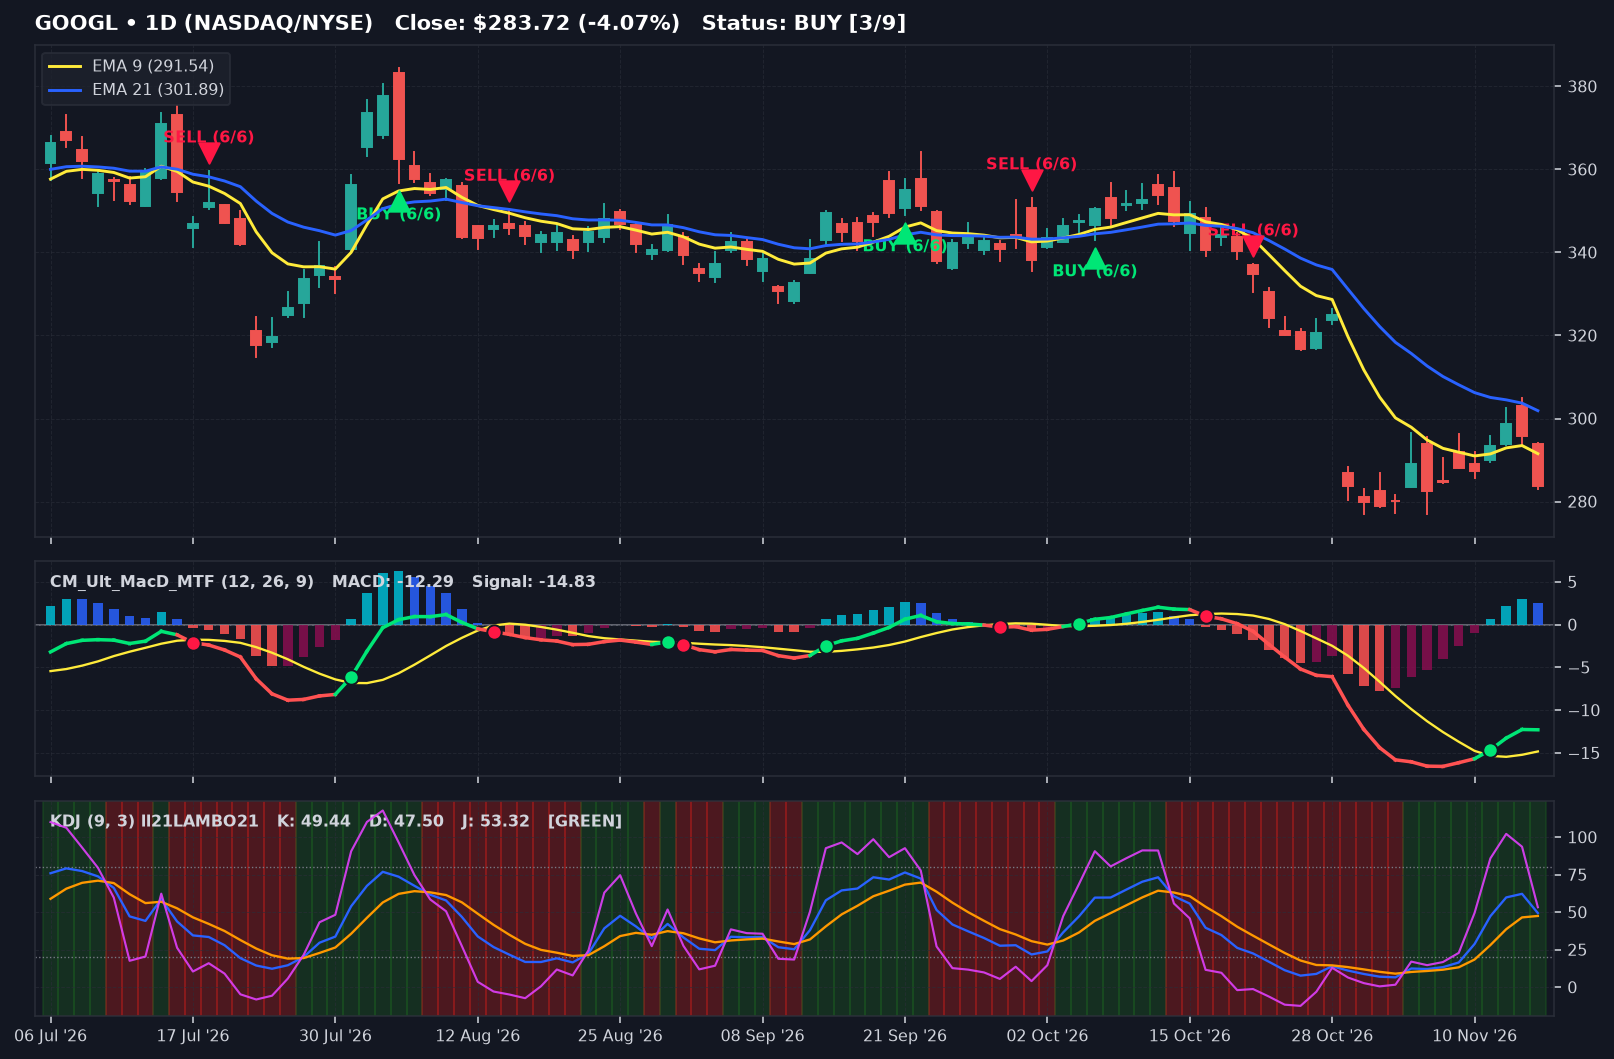 GOOGL • 1D (NASDAQ/NYSE)   Close: $283.72 (-4.07%)   Status: BUY [3/9]
EMA 9 (291.54)
EMA 21 (301.89)
SELL (6/6)
BUY (6/6)
SELL (6/6)
BUY (6/6)
SELL (6/6)
BUY (6/6)
SELL (6/6)
380
360
340
320
300
280
CM_Ult_MacD_MTF (12, 26, 9)   MACD: -12.29   Signal: -14.83
5
0
−5
−10
−15
KDJ (9, 3) II21LAMBO21   K: 49.44   D: 47.50   J: 53.32   [GREEN]
100
75
50
25
0
06 Jul '26   17 Jul '26   30 Jul '26   12 Aug '26   25 Aug '26   08 Sep '26   21 Sep '26   02 Oct '26   15 Oct '26   28 Oct '26   10 Nov '26